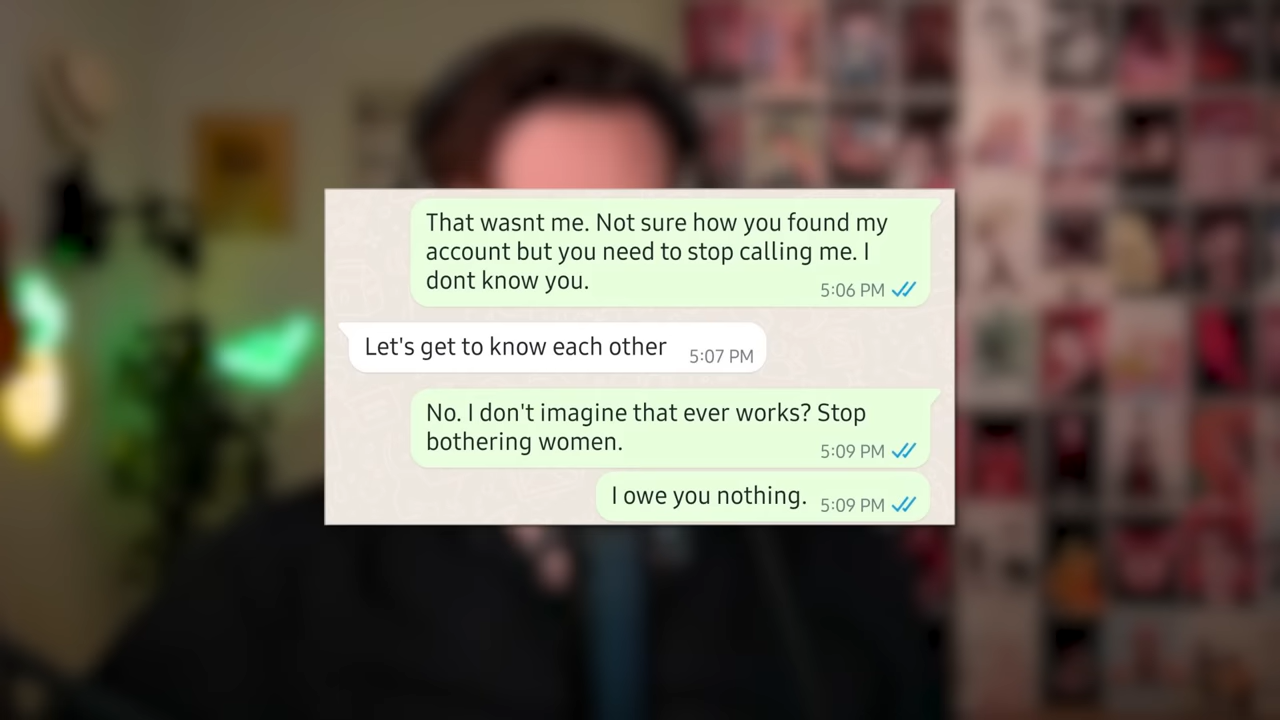 That wasnt me. Not sure how you found my
account but you need to stop calling me. I
dont know you.
5:06 PM
Let's get to know each other
5:07 PM
No. I don't imagine that ever works? Stop
bothering women.
5:09 PM
I owe you nothing.
5:09 PM